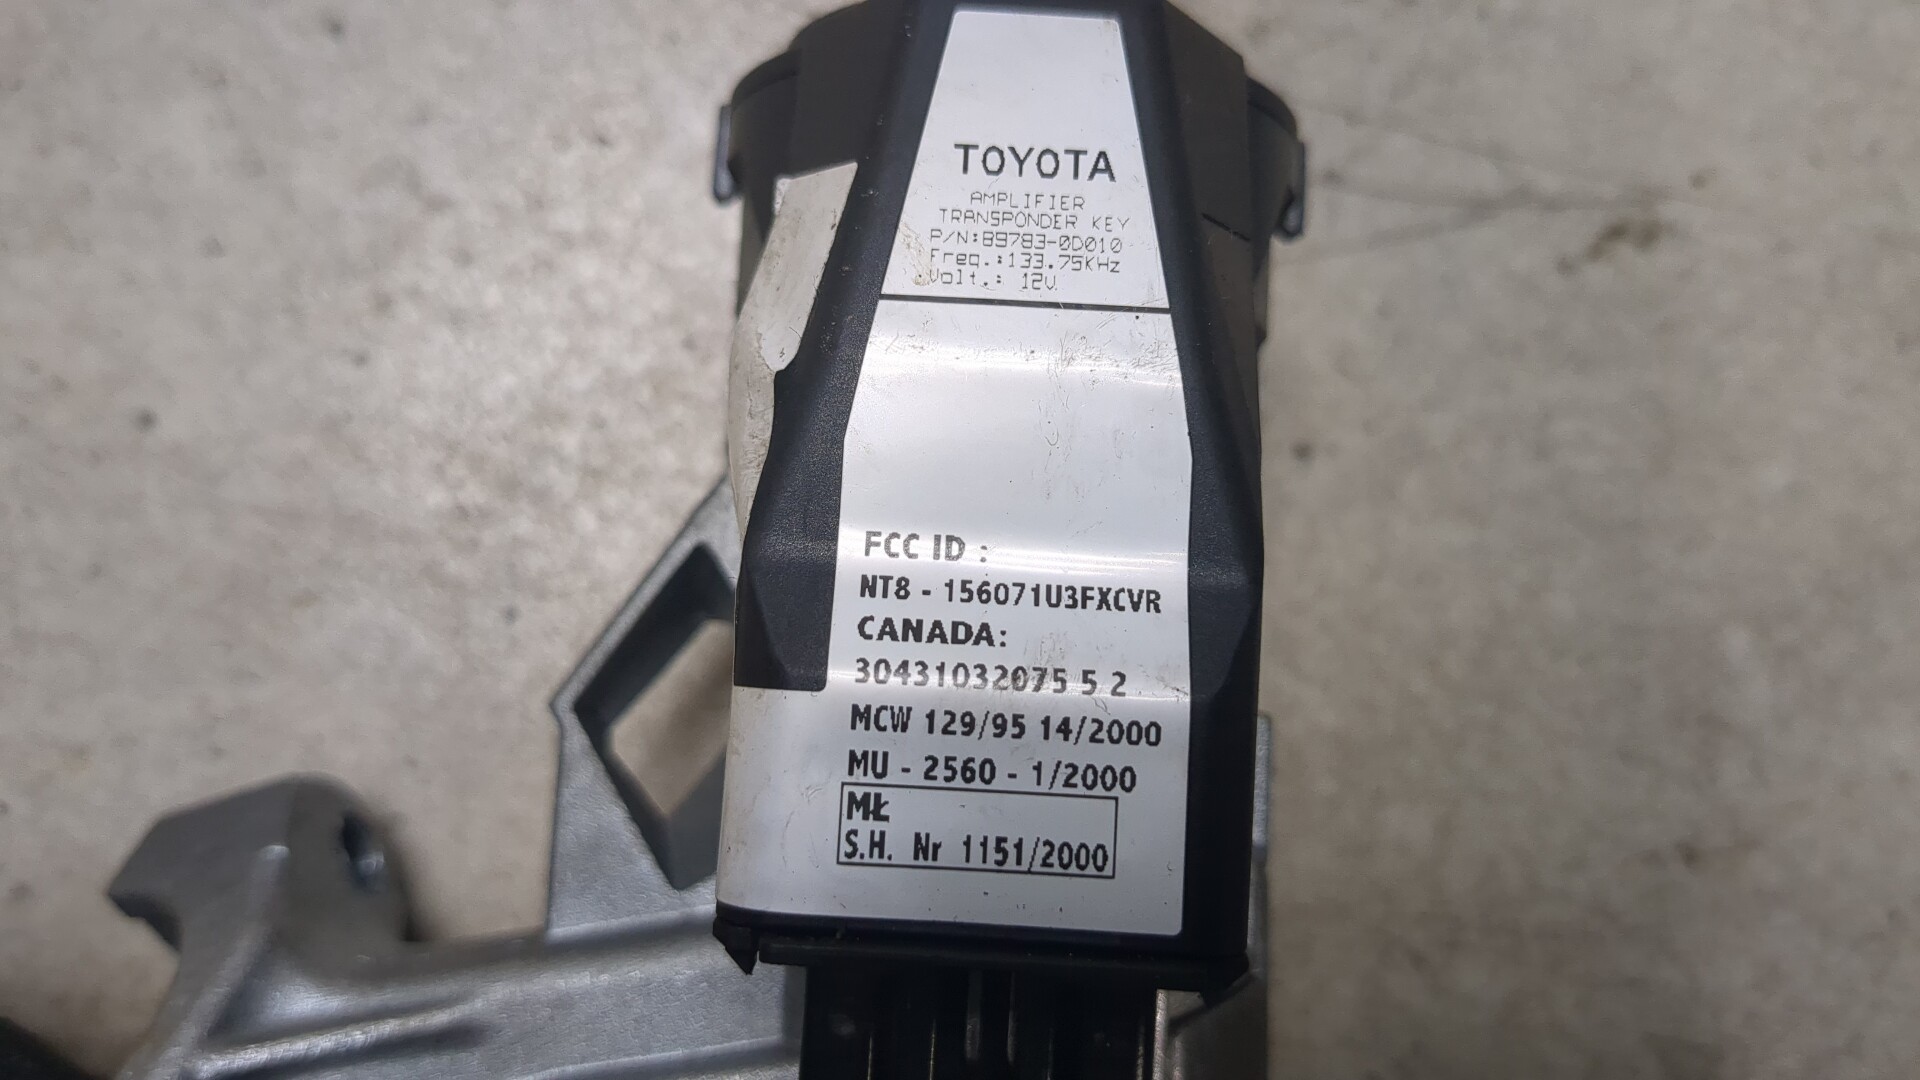 TOYOTA
AMPLIFIER
TRANSPONDER KEY
P/N:89783-0D010
Freq.:133.75KHz
Volt.: 12V
FCC ID :
NT8 - 156071U3FXCVR
CANADA:
30431032075 5 2
MCW 129/95 14/2000
MU - 2560 - 1/2000
MŁ
S.H. Nr 1151/2000